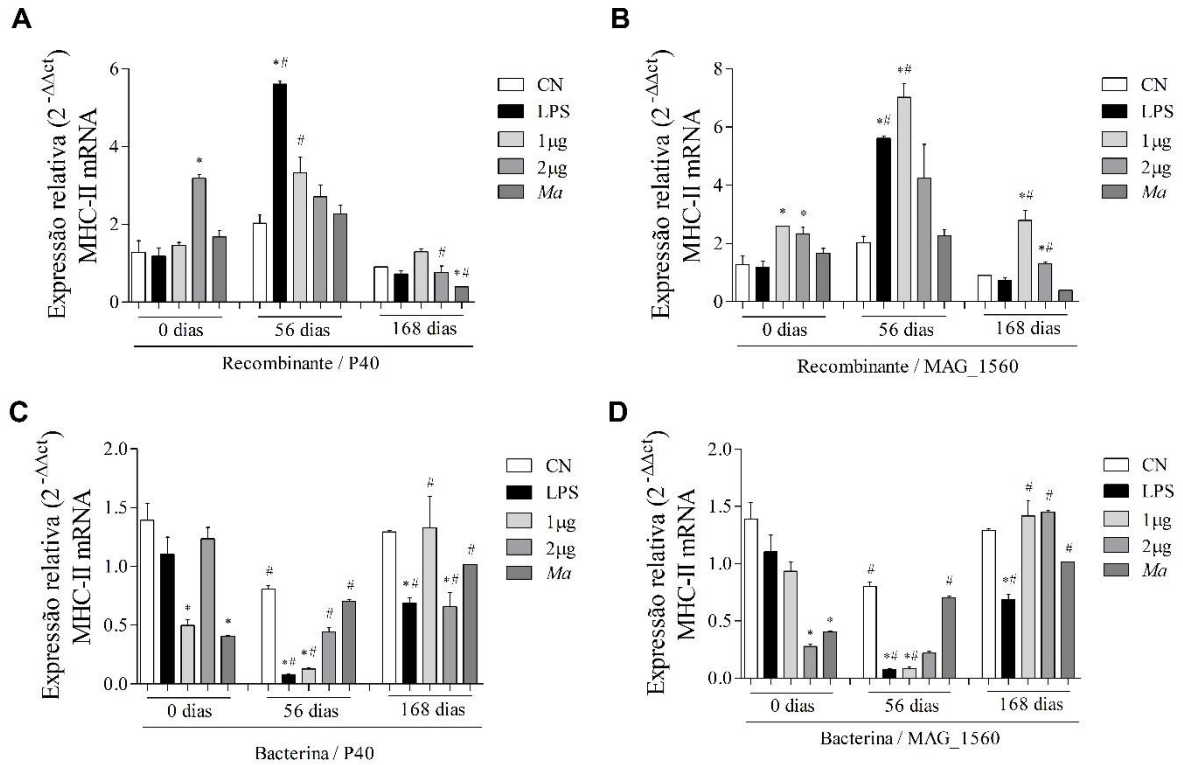 A
Expressão relativa (2^-ΔΔct)
MHC-II mRNA
6
4
2
0
*
*#
#
#
*#
0 dias
56 dias
168 dias
Recombinante / P40
CN
LPS
1µg
2µg
Ma
B
Expressão relativa (2^-ΔΔct)
MHC-II mRNA
8
6
4
2
0
*
*
*#
*#
*#
*#
0 dias
56 dias
168 dias
Recombinante / MAG_1560
CN
LPS
1µg
2µg
Ma
C
Expressão relativa (2^-ΔΔct)
MHC-II mRNA
2.0
1.5
1.0
0.5
0.0
*
*
#
*#
*#
#
#
*#
#
*#
#
0 dias
56 dias
168 dias
Bacterina / P40
CN
LPS
1µg
2µg
Ma
D
Expressão relativa (2^-ΔΔct)
MHC-II mRNA
2.0
1.5
1.0
0.5
0.0
*
*
#
*#
*#
#
*#
#
#
#
0 dias
56 dias
168 dias
Bacterina / MAG_1560
CN
LPS
1µg
2µg
Ma